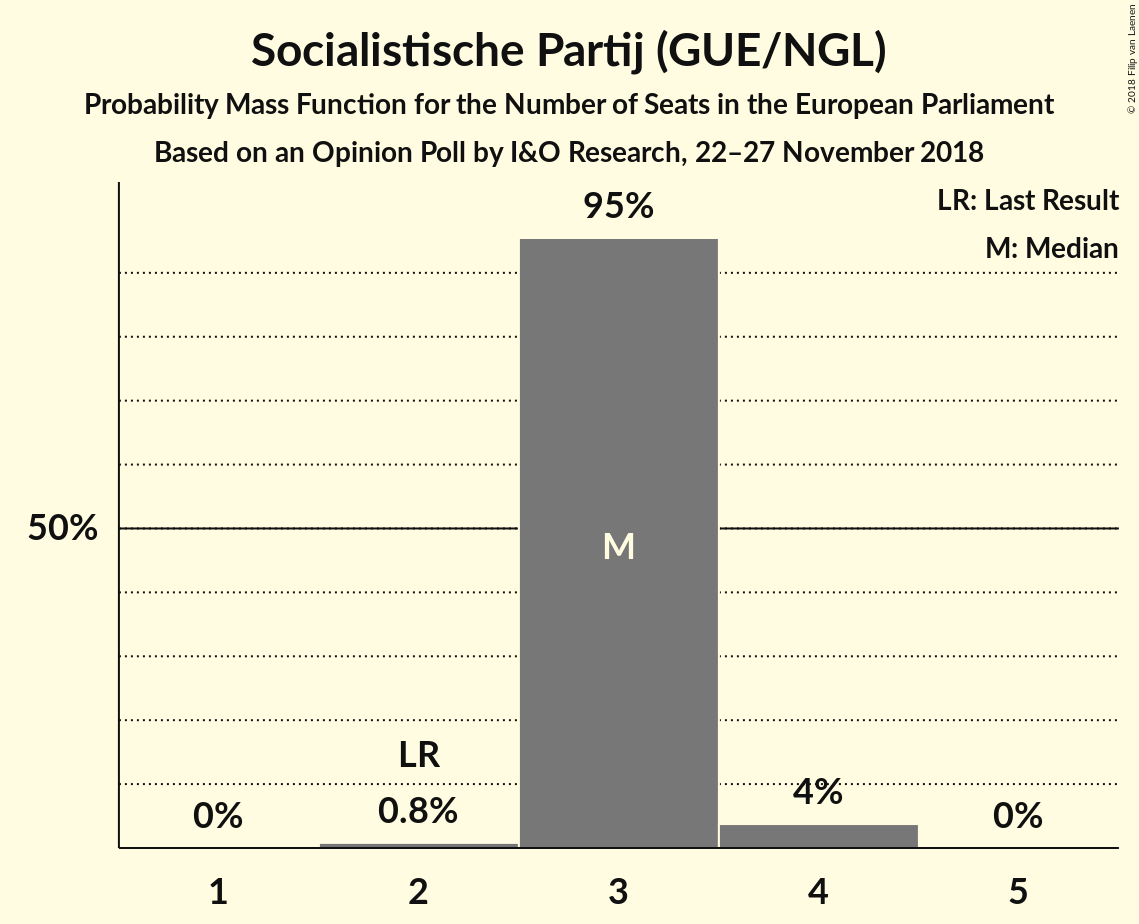 Socialistische Partij (GUE/NGL)
Probability Mass Function for the Number of Seats in the European Parliament
Based on an Opinion Poll by I&O Research, 22–27 November 2018
© 2018 Filip van Laenen
LR: Last Result
M: Median
95%
50%
M
LR
0%
0.8%
4%
0%
1 2 3 4 5